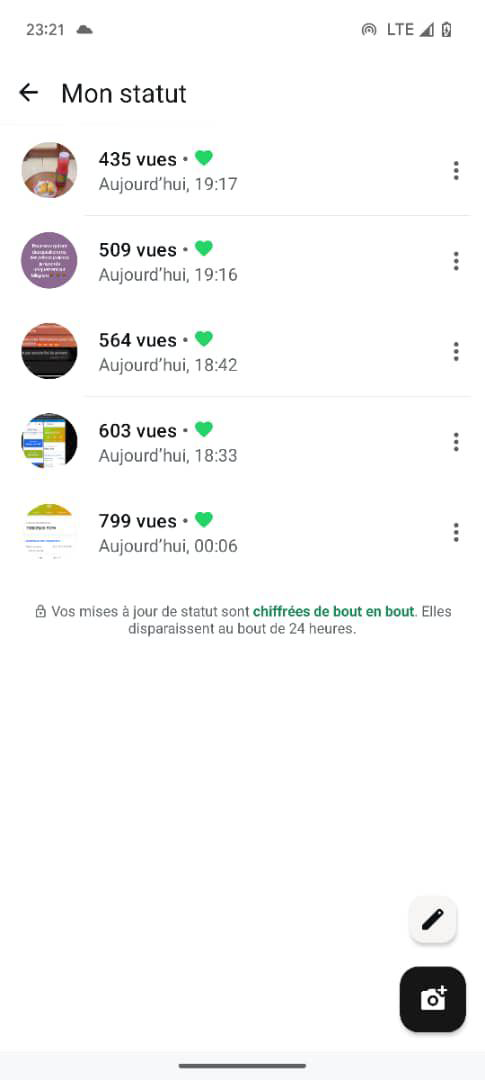 23:21
LTE
Mon statut
435 vues •
Aujourd'hui, 19:17
509 vues •
Aujourd'hui, 19:16
564 vues •
Aujourd'hui, 18:42
603 vues •
Aujourd'hui, 18:33
799 vues •
Aujourd'hui, 00:06
Vos mises à jour de statut sont chiffrées de bout en bout. Elles
disparaissent au bout de 24 heures.